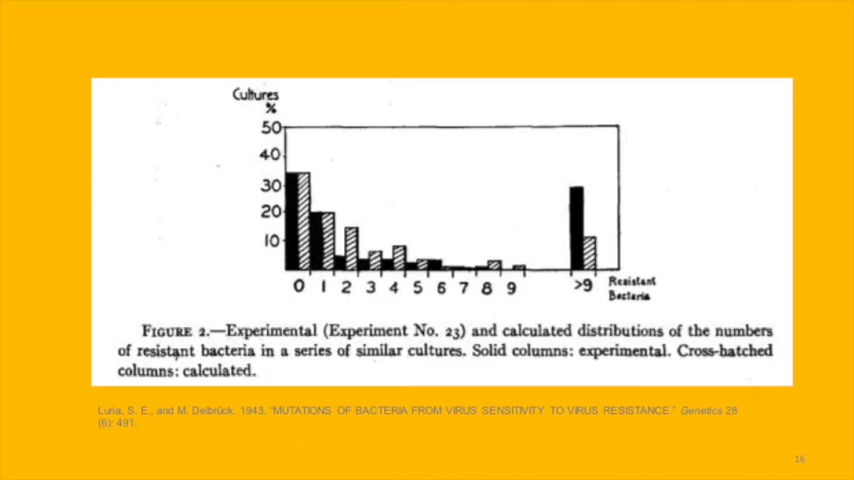 Cultures
%
50
40
30
20
10
0 1 2 3 4 5 6 7 8 9 >9 Resistant
Bacteria
FIGURE 2.—Experimental (Experiment No. 23) and calculated distributions of the numbers
of resistant bacteria in a series of similar cultures. Solid columns: experimental. Cross-hatched
columns: calculated.
Luria, S. E., and M. Delbrück. 1943. “MUTATIONS OF BACTERIA FROM VIRUS SENSITIVITY TO VIRUS RESISTANCE.” Genetics 28
(6): 491.
16